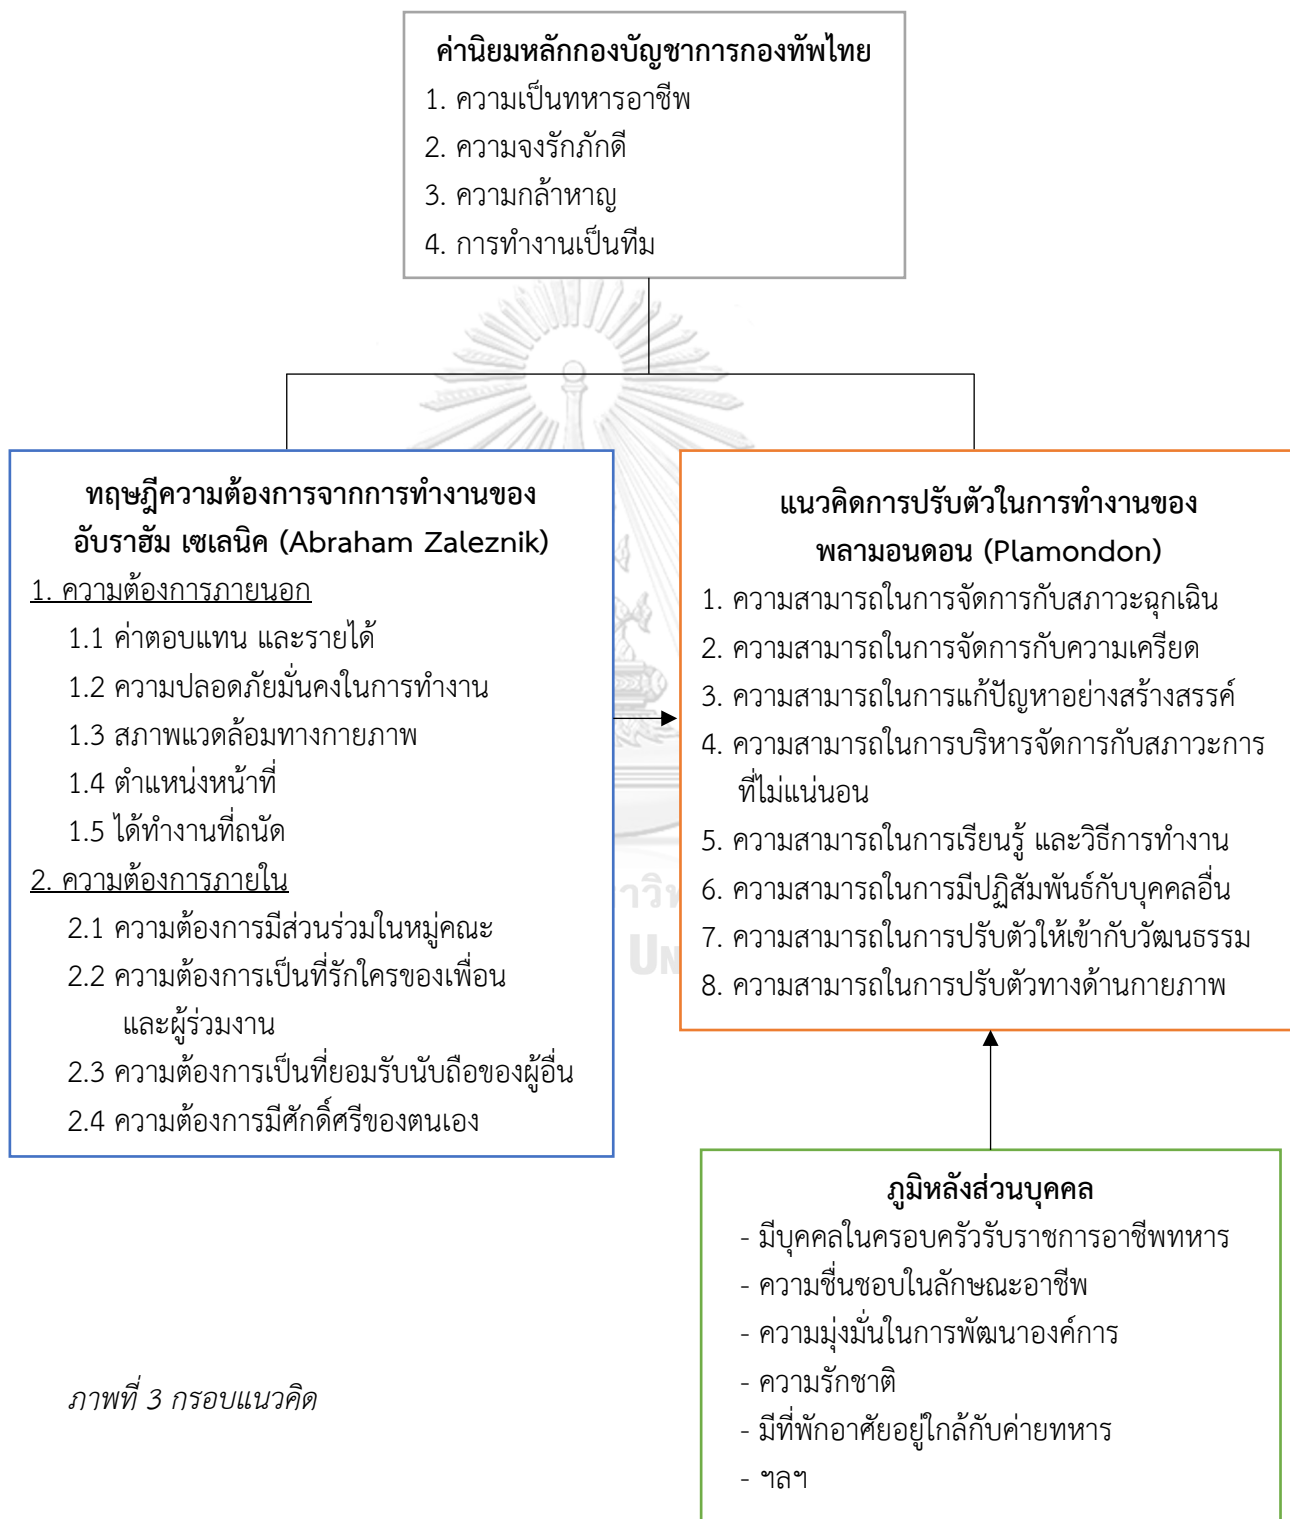 ค่านิยมหลักกองบัญชาการกองทัพไทย
1. ความเป็นทหารอาชีพ
2. ความจงรักภักดี
3. ความกล้าหาญ
4. การทำงานเป็นทีม
ทฤษฎีความต้องการจากการทำงานของ
อับราฮัม เซเลนิค (Abraham Zaleznik)
1. ความต้องการภายนอก
1.1 ค่าตอบแทน และรายได้
1.2 ความปลอดภัยมั่นคงในการทำงาน
1.3 สภาพแวดล้อมทางกายภาพ
1.4 ตำแหน่งหน้าที่
1.5 ได้ทำงานที่ถนัด
2. ความต้องการภายใน
2.1 ความต้องการมีส่วนร่วมในหมู่คณะ
2.2 ความต้องการเป็นที่รักใครของเพื่อน
และผู้ร่วมงาน
2.3 ความต้องการเป็นที่ยอมรับนับถือของผู้อื่น
2.4 ความต้องการมีศักดิ์ศรีของตนเอง
แนวคิดการปรับตัวในการทำงานของ
พลามอนดอน (Plamondon)
1. ความสามารถในการจัดการกับสภาวะฉุกเฉิน
2. ความสามารถในการจัดการกับความเครียด
3. ความสามารถในการแก้ปัญหาอย่างสร้างสรรค์
4. ความสามารถในการบริหารจัดการกับสภาวะการ
ที่ไม่แน่นอน
5. ความสามารถในการเรียนรู้ และวิธีการทำงาน
6. ความสามารถในการมีปฏิสัมพันธ์กับบุคคลอื่น
7. ความสามารถในการปรับตัวให้เข้ากับวัฒนธรรม
8. ความสามารถในการปรับตัวทางด้านกายภาพ
ภูมิหลังส่วนบุคคล
- มีบุคคลในครอบครัวรับราชการอาชีพทหาร
- ความชื่นชอบในลักษณะอาชีพ
- ความมุ่งมั่นในการพัฒนาองค์การ
- ความรักชาติ
- มีที่พักอาศัยอยู่ใกล้กับค่ายทหาร
- ฯลฯ
ภาพที่ 3 กรอบแนวคิด